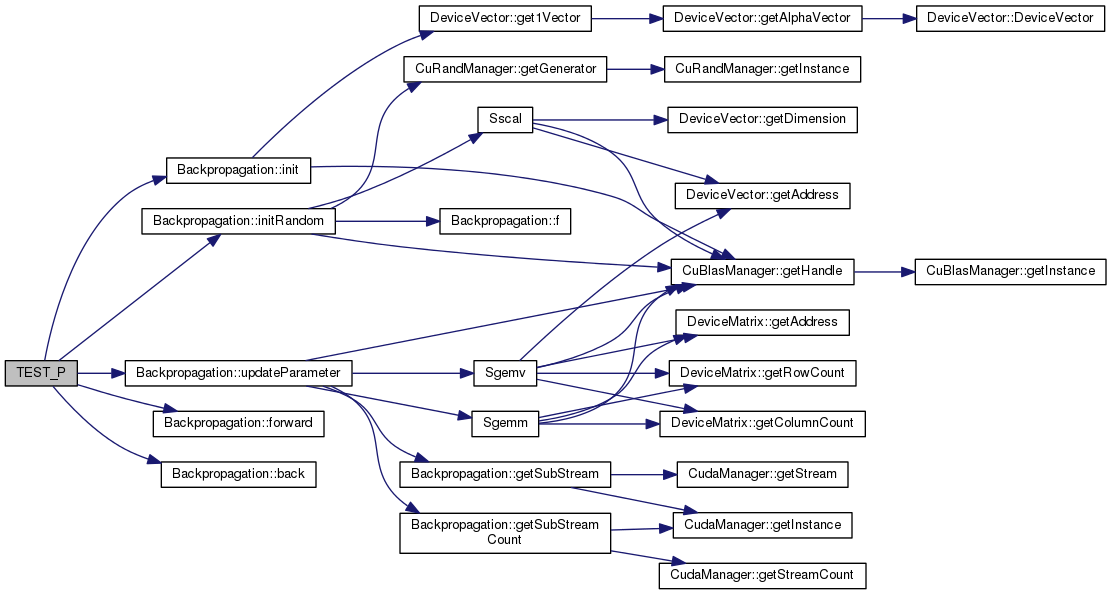 DeviceVector::get1Vector
DeviceVector::getAlphaVector
DeviceVector::DeviceVector
CuRandManager::getGenerator
CuRandManager::getInstance
Sscal
DeviceVector::getDimension
Backpropagation::init
DeviceVector::getAddress
Backpropagation::initRandom
Backpropagation::f
CuBlasManager::getHandle
CuBlasManager::getInstance
DeviceMatrix::getAddress
TEST_P
Backpropagation::updateParameter
Sgemv
DeviceMatrix::getRowCount
Backpropagation::forward
Sgemm
DeviceMatrix::getColumnCount
Backpropagation::back
Backpropagation::getSubStream
CudaManager::getStream
Backpropagation::getSubStream
Count
CudaManager::getInstance
CudaManager::getStreamCount